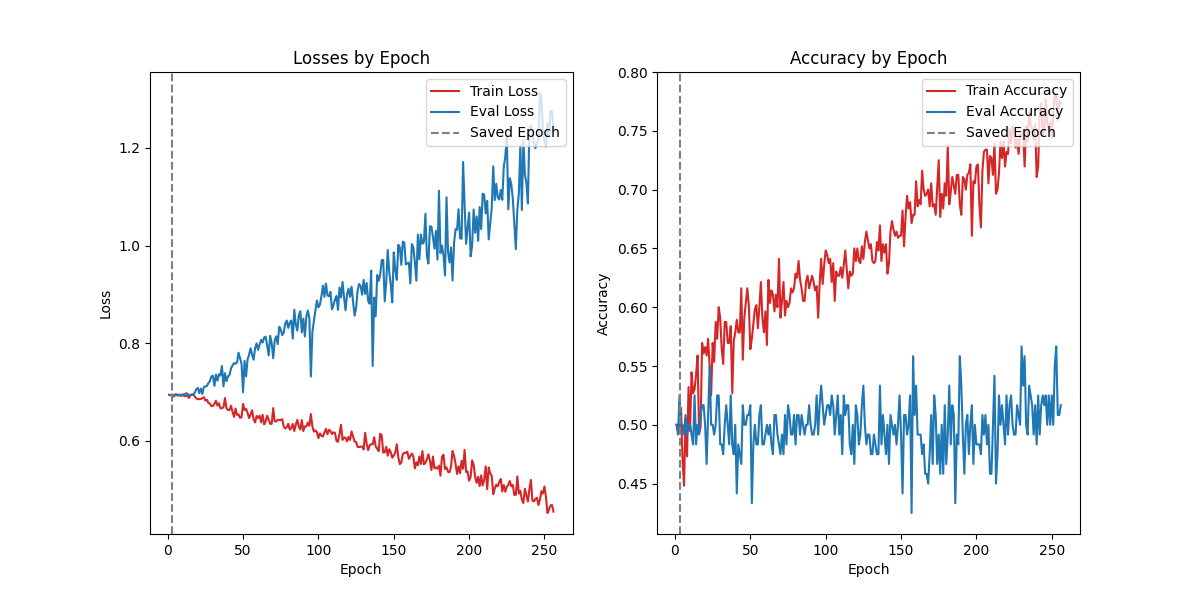 Losses by Epoch
Train Loss
Eval Loss
Saved Epoch
1.2
1.0
0.8
0.6
Loss
0
50
100
150
200
250
Epoch
Accuracy by Epoch
Train Accuracy
Eval Accuracy
Saved Epoch
0.80
0.75
0.70
0.65
0.60
0.55
0.50
0.45
Accuracy
0
50
100
150
200
250
Epoch